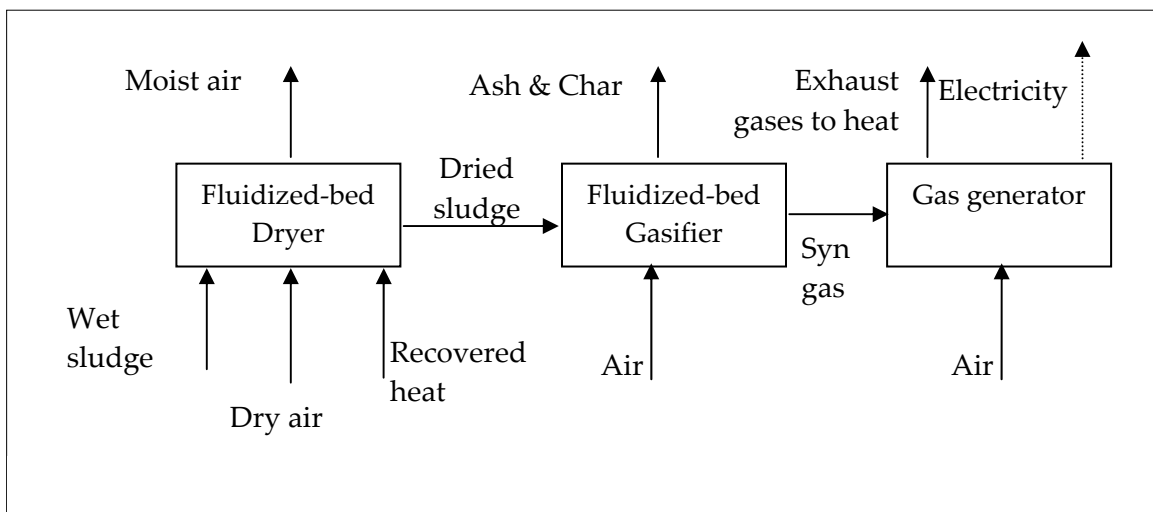 Moist air
Ash & Char
Exhaust
gases to heat
Electricity
Fluidized-bed
Dryer
Dried
sludge
Fluidized-bed
Gasifier
Syn
gas
Gas generator
Wet
sludge
Dry air
Recovered
heat
Air
Air